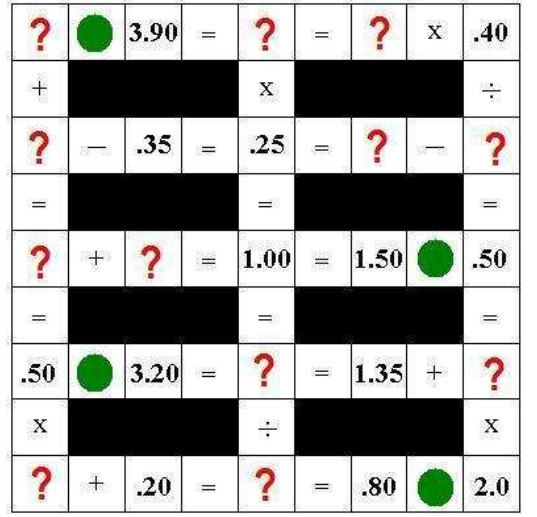 ? 3.90 = ? = ? x .40
+ x ÷
? – .35 = .25 = ? – ?
= = =
? + ? = 1.00 = 1.50 .50
= = =
.50 3.20 = ? = 1.35 + ?
x ÷ x
? + .20 = ? = .80 2.0